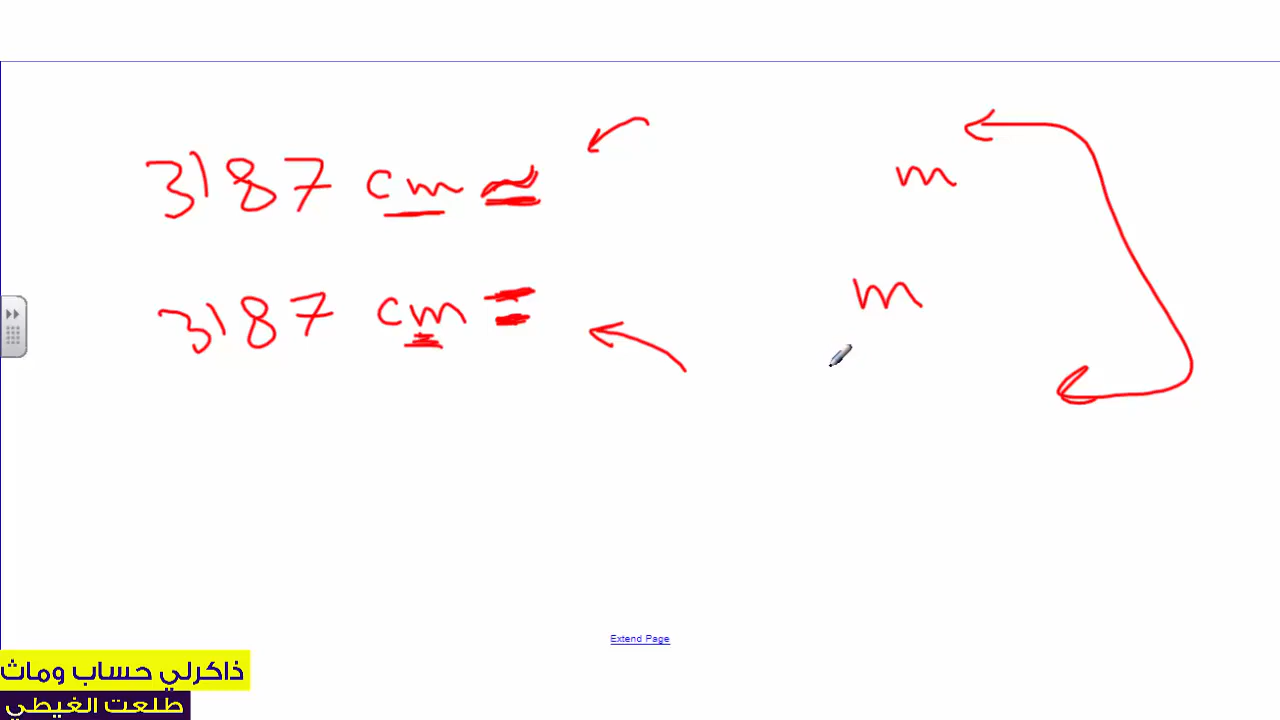 3187 cm ≃ m
3187 cm = m
Extend Page
ذاكرلي حساب وماث
طلعت الغيطي